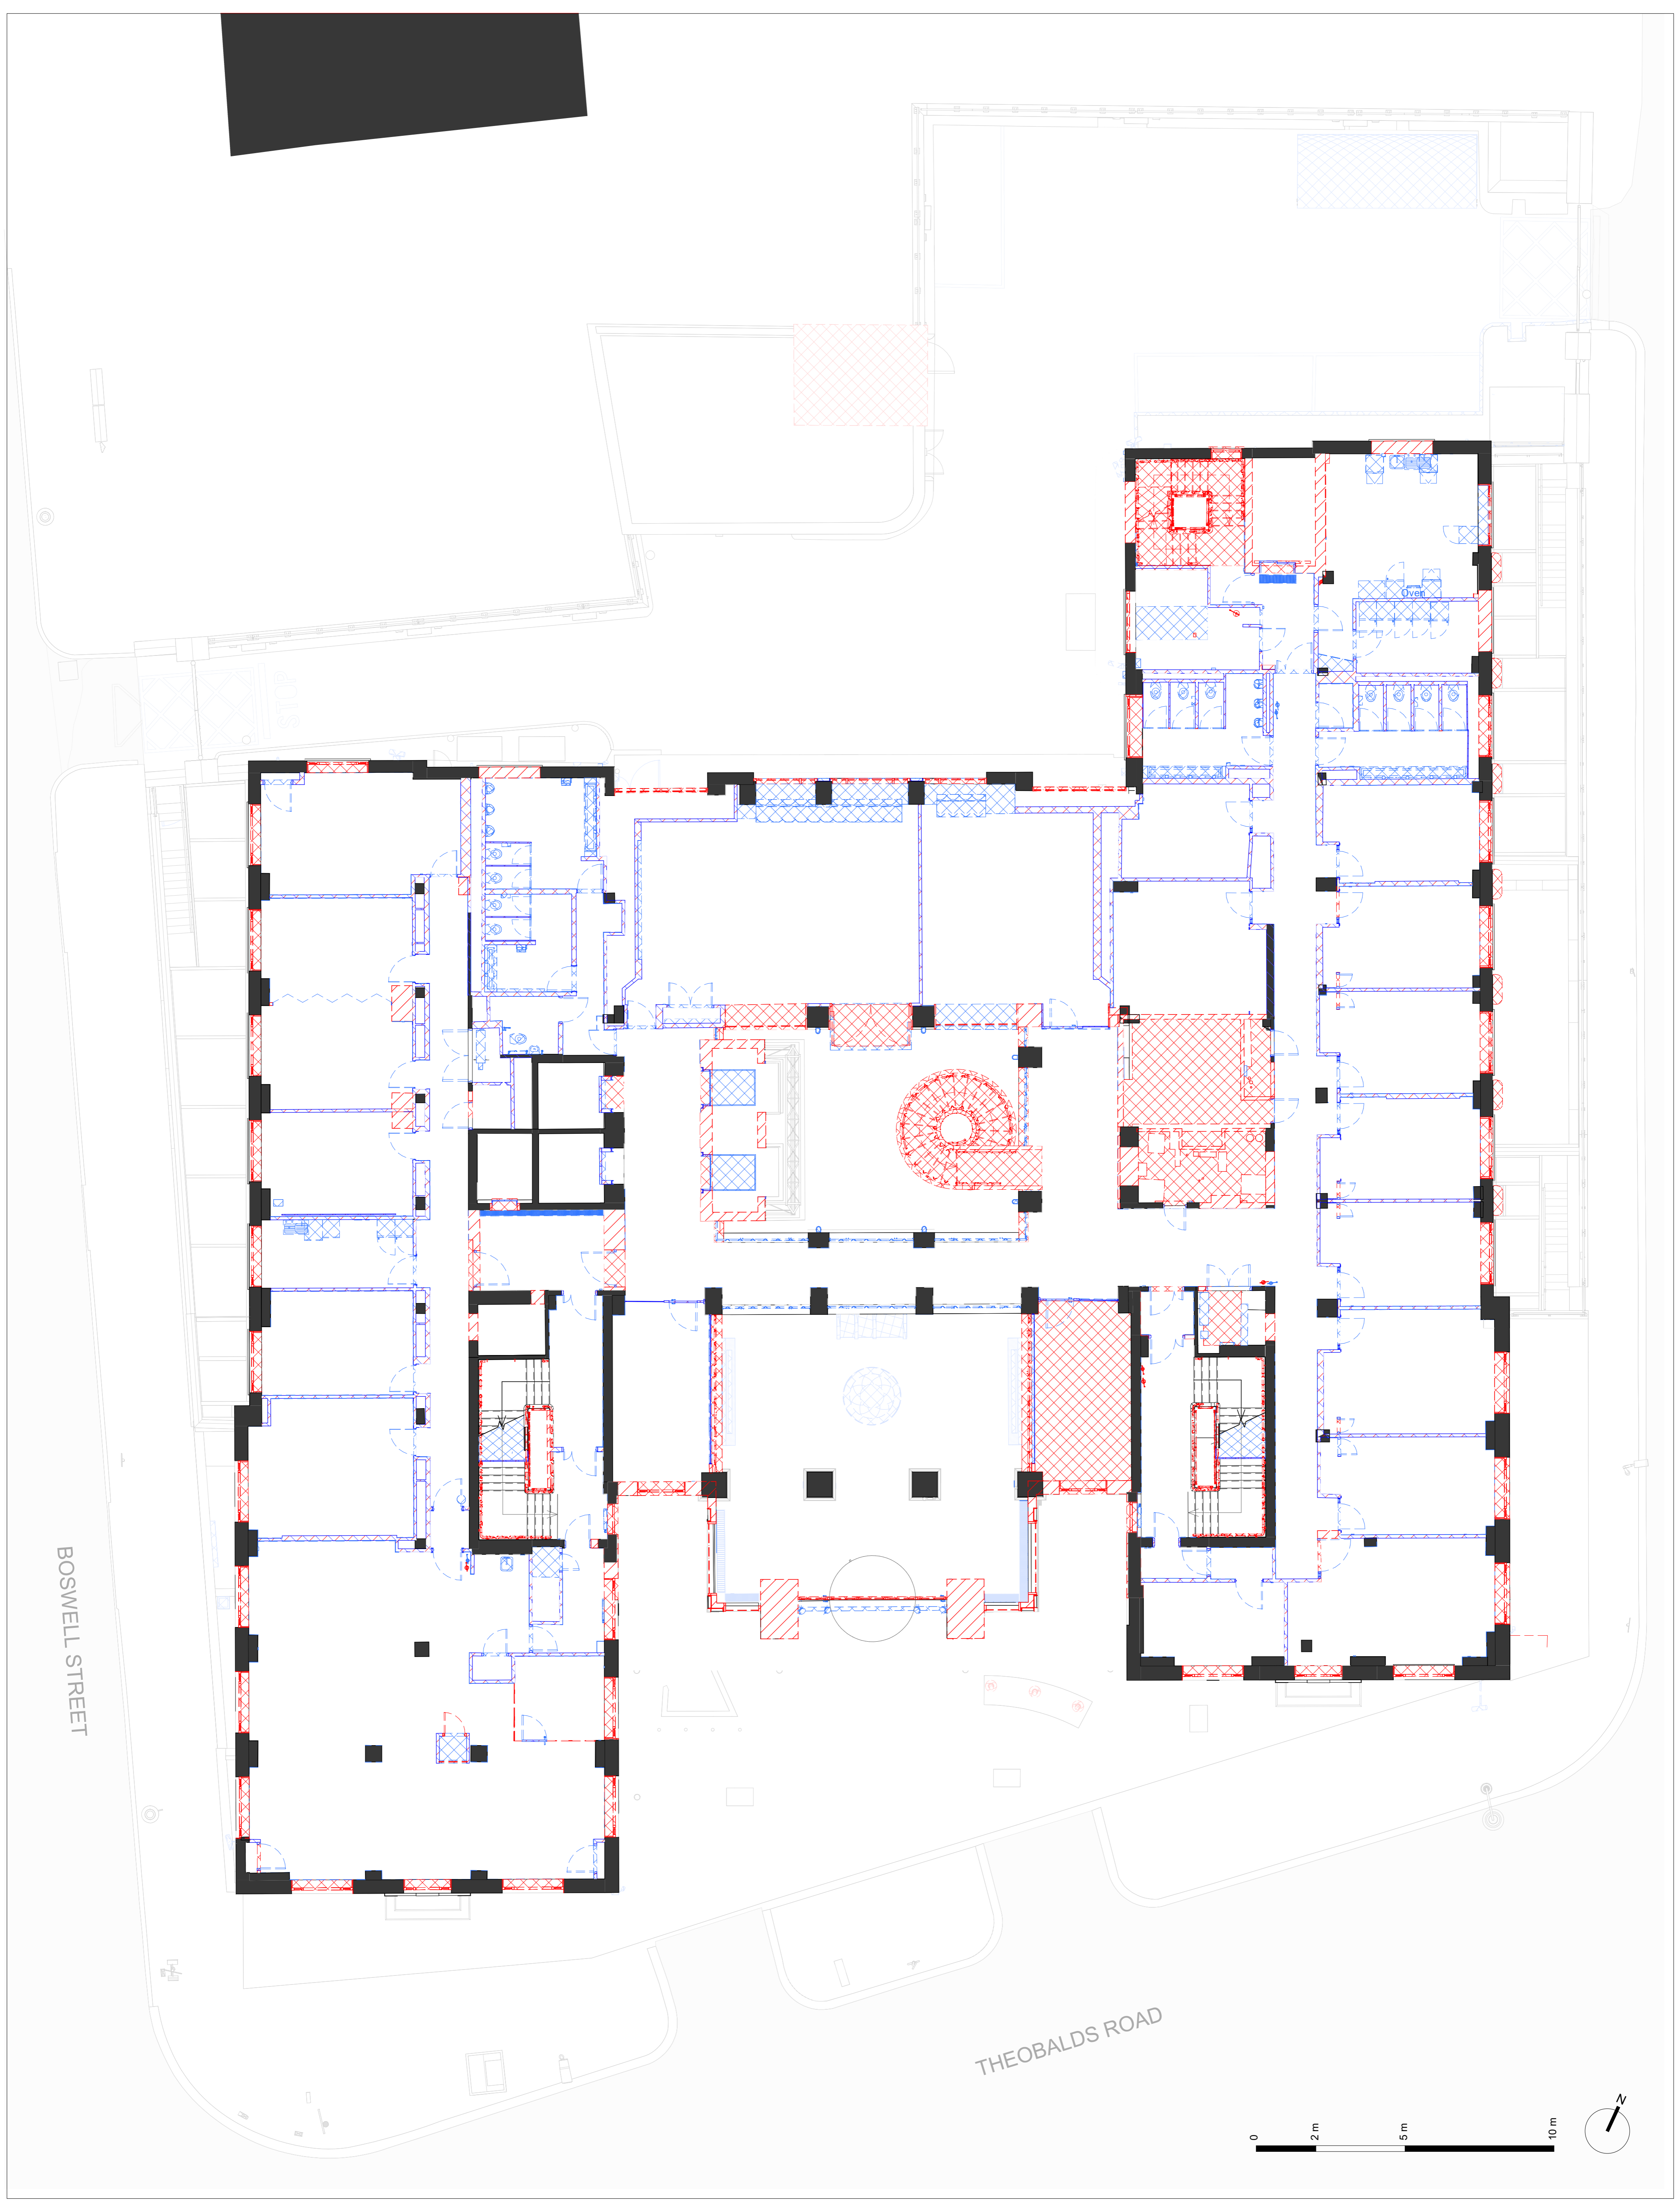 Oven
BOSWELL STREET
THEOBALDS ROAD
N
0
2 m
5 m
10 m